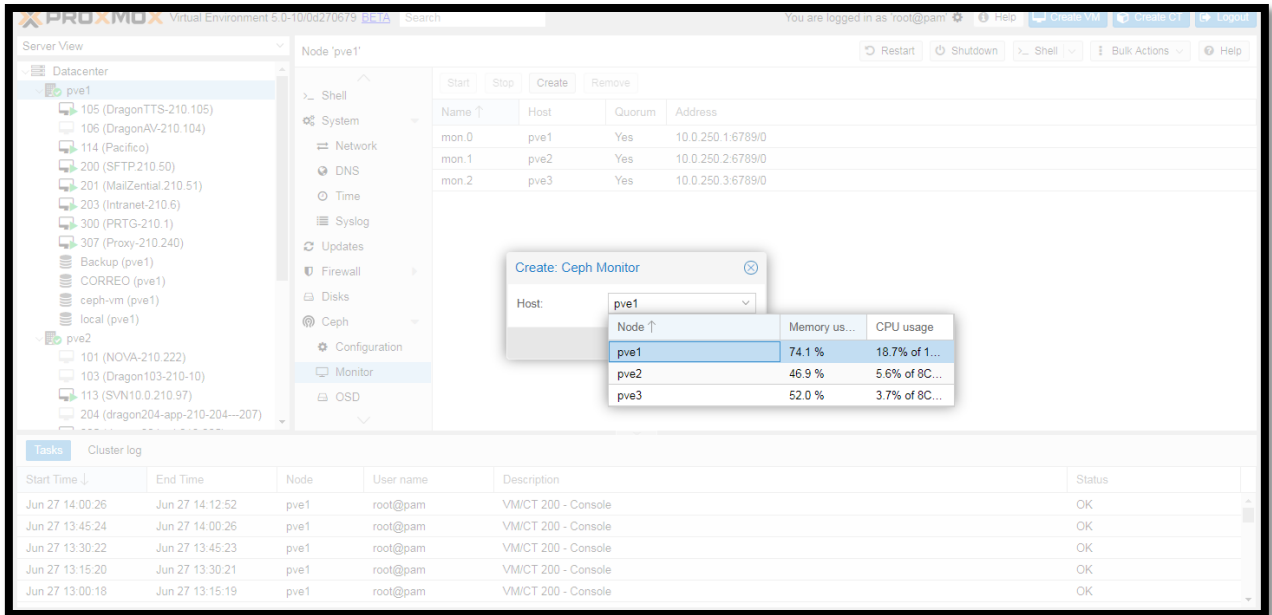 PROXMOX Virtual Environment 5.0-10/0d270679 BETA Search You are logged in as 'root@pam' Help Create VM Create CT Logout
Server View
Node 'pve1' Restart Shutdown >_ Shell Bulk Actions Help
Datacenter
pve1
105 (DragonTTS-210.105)
106 (DragonAV-210.104)
114 (Pacifico)
200 (SFTP.210.50)
201 (MailZential.210.51)
203 (Intranet-210.6)
300 (PRTG-210.1)
307 (Proxy-210.240)
Backup (pve1)
CORREO (pve1)
ceph-vm (pve1)
local (pve1)
pve2
101 (NOVA-210.222)
103 (Dragon103-210-10)
113 (SVN10.0.210.97)
204 (dragon204-app-210-204---207)
>_ Shell
System
Network
DNS
Time
Syslog
Updates
Firewall
Disks
Ceph
Configuration
Monitor
OSD
Start Stop Create Remove
Name ↑ Host Quorum Address
mon.0 pve1 Yes 10.0.250.1:6789/0
mon.1 pve2 Yes 10.0.250.2:6789/0
mon.2 pve3 Yes 10.0.250.3:6789/0
Create: Ceph Monitor
Host: pve1
Node ↑ Memory us... CPU usage
pve1 74.1 % 18.7% of 1...
pve2 46.9 % 5.6% of 8C...
pve3 52.0 % 3.7% of 8C...
Tasks Cluster log
Start Time ↓ End Time Node User name Description Status
Jun 27 14:00:26 Jun 27 14:12:52 pve1 root@pam VM/CT 200 - Console OK
Jun 27 13:45:24 Jun 27 14:00:26 pve1 root@pam VM/CT 200 - Console OK
Jun 27 13:30:22 Jun 27 13:45:23 pve1 root@pam VM/CT 200 - Console OK
Jun 27 13:15:20 Jun 27 13:30:21 pve1 root@pam VM/CT 200 - Console OK
Jun 27 13:00:18 Jun 27 13:15:19 pve1 root@pam VM/CT 200 - Console OK